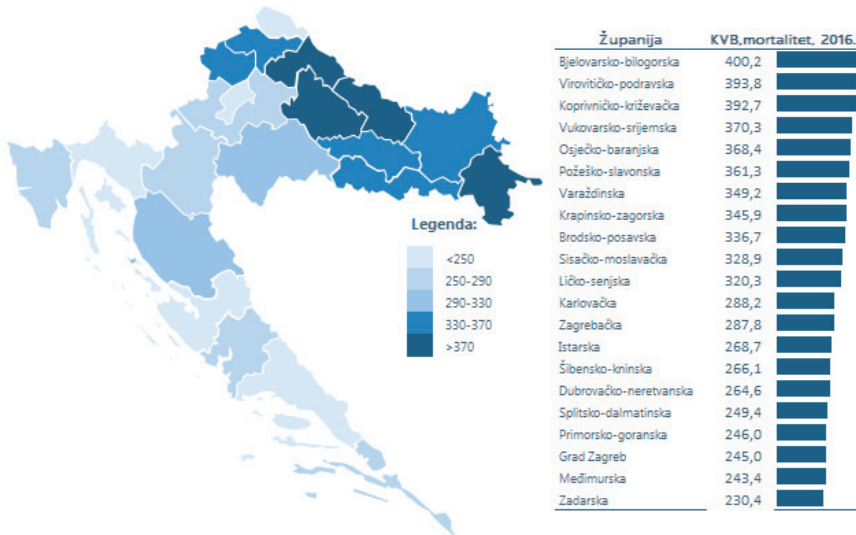 Županija KVB,mortalitet, 2016.
Bjelovarsko-bilogorska 400,2
Virovitičko-podravska 393,8
Koprivničko-križevačka 392,7
Vukovarsko-srijemska 370,3
Osječko-baranjska 368,4
Požeško-slavonska 361,3
Varaždinska 349,2
Krapinsko-zagorska 345,9
Brodsko-posavska 336,7
Sisačko-moslavačka 328,9
Ličko-senjska 320,3
Karlovačka 288,2
Zagrebačka 287,8
Istarska 268,7
Šibensko-kninska 266,1
Dubrovačko-neretvanska 264,6
Splitsko-dalmatinska 249,4
Primorsko-goranska 246,0
Grad Zagreb 245,0
Međimurska 243,4
Zadarska 230,4
Legenda:
<250
250-290
290-330
330-370
>370